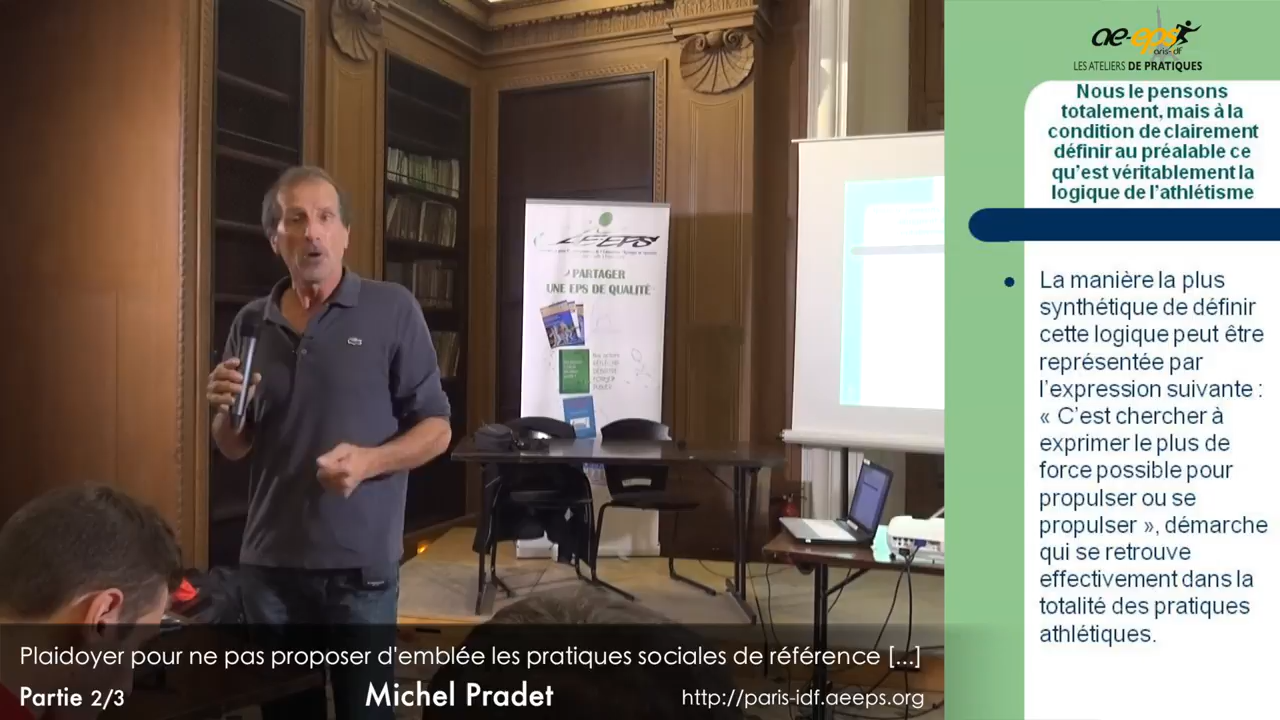 ae-eps
paris-idf
LES ATELIERS DE PRATIQUES
Nous le pensons
totalement, mais à la
condition de clairement
définir au préalable ce
qu'est véritablement la
logique de l'athlétisme
La manière la plus
synthétique de définir
cette logique peut être
représentée par
l'expression suivante :
« C'est chercher à
exprimer le plus de
force possible pour
propulser ou se
propulser », démarche
qui se retrouve
effectivement dans la
totalité des pratiques
athlétiques.
AEEPS
PARTAGER
UNE EPS DE QUALITÉ
Plaidoyer pour ne pas proposer d'emblée les pratiques sociales de référence [...]
Partie 2/3
Michel Pradet
http://paris-idf.aeeps.org